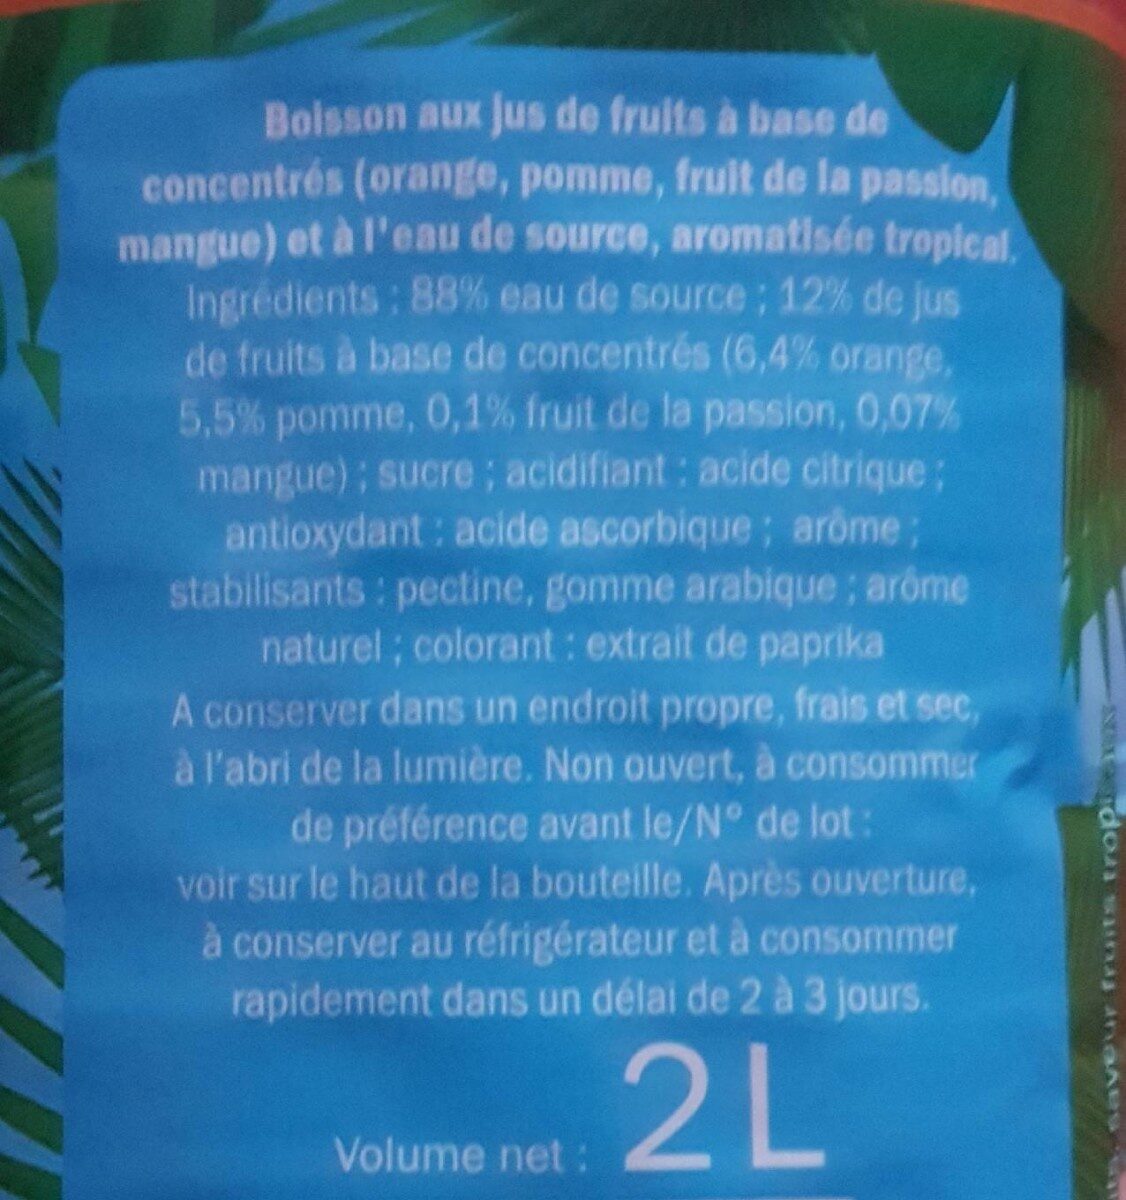 Boisson aux jus de fruits à base de
concentrés (orange, pomme, fruit de la passion,
mangue) et à l'eau de source, aromatisée tropical.
Ingrédients : 88% eau de source ; 12% de jus
de fruits à base de concentrés (6,4% orange,
5,5% pomme, 0,1% fruit de la passion, 0,07%
mangue) ; sucre ; acidifiant : acide citrique ;
antioxydant : acide ascorbique ; arôme ;
stabilisants : pectine, gomme arabique ; arôme
naturel ; colorant : extrait de paprika
A conserver dans un endroit propre, frais et sec,
à l'abri de la lumière. Non ouvert, à consommer
de préférence avant le/N° de lot :
voir sur le haut de la bouteille. Après ouverture,
à conserver au réfrigérateur et à consommer
rapidement dans un délai de 2 à 3 jours.
Volume net : 2 L
saveur fruits tropicaux